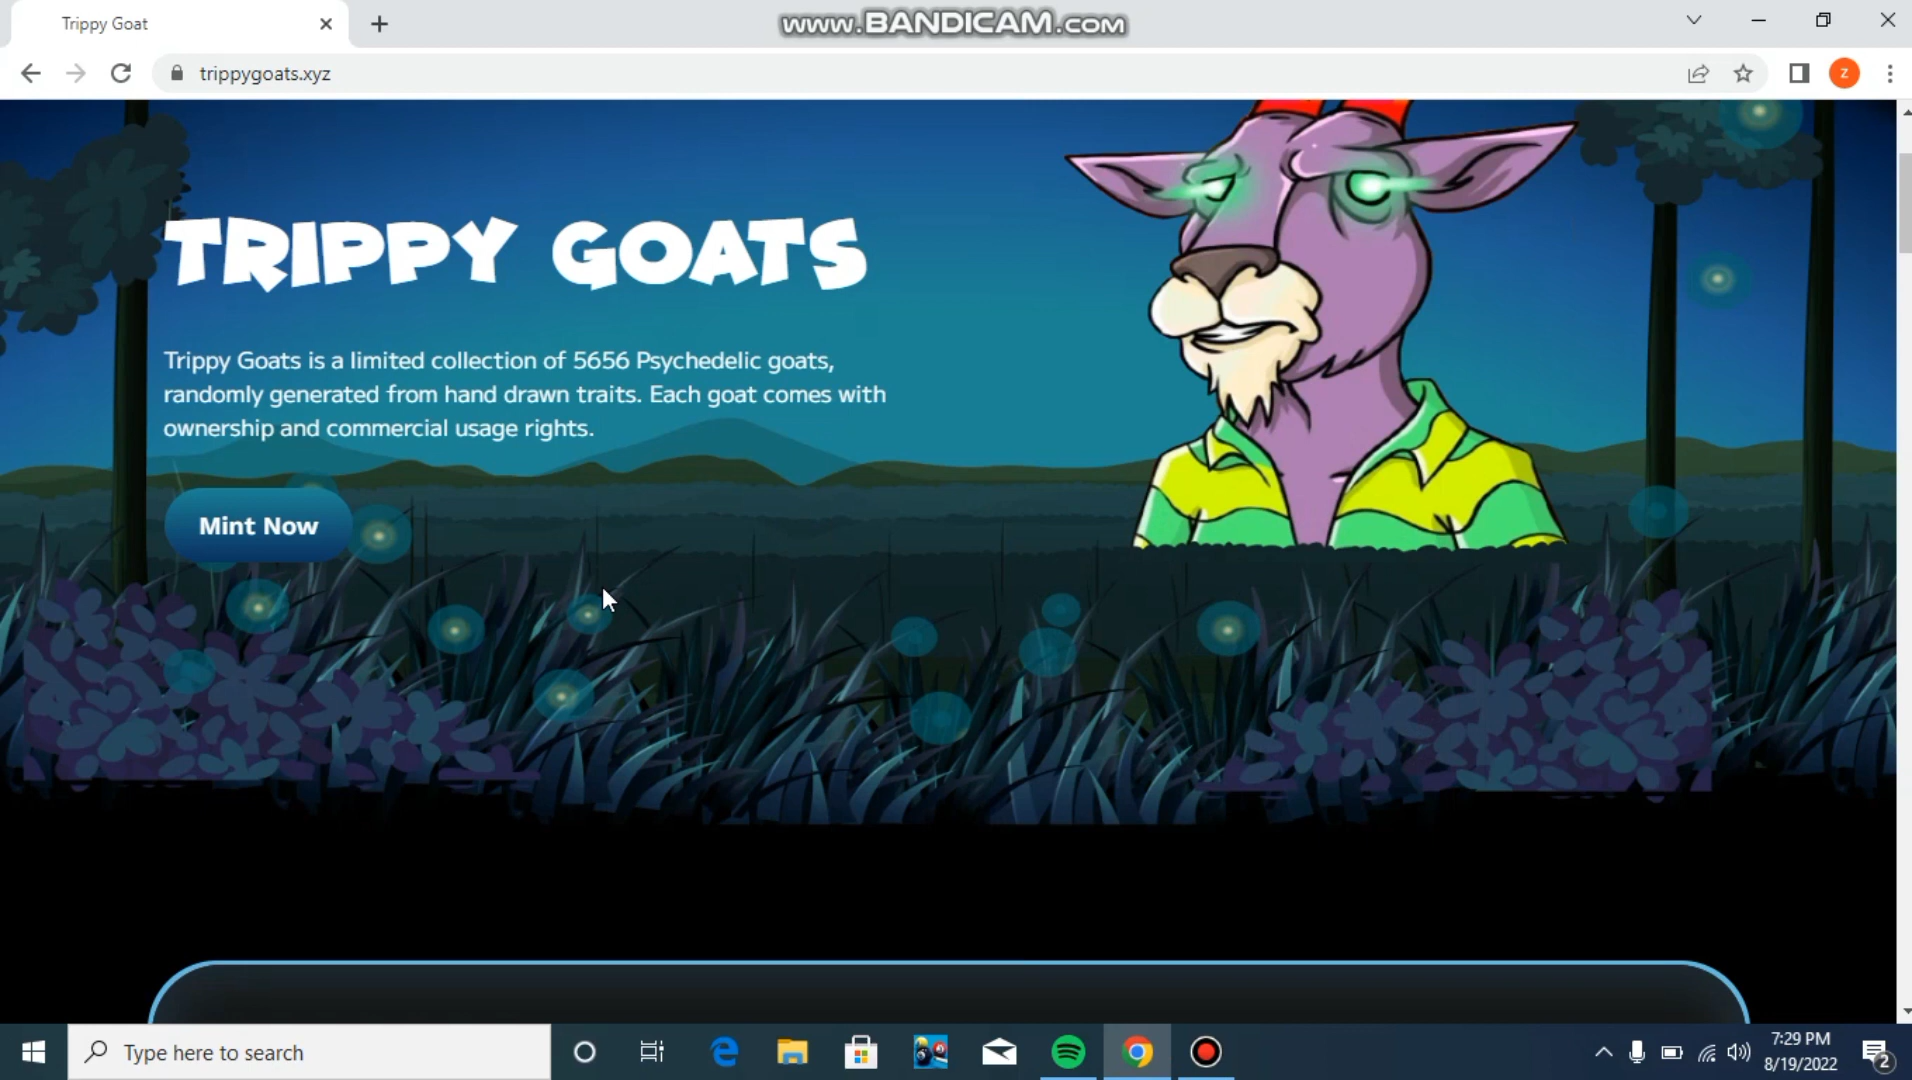 Trippy Goat
www.BANDICAM.com
trippygoats.xyz
z
TRIPPY GOATS
Trippy Goats is a limited collection of 5656 Psychedelic goats,
randomly generated from hand drawn traits. Each goat comes with
ownership and commercial usage rights.
Mint Now
Type here to search
7:29 PM
8/19/2022
2